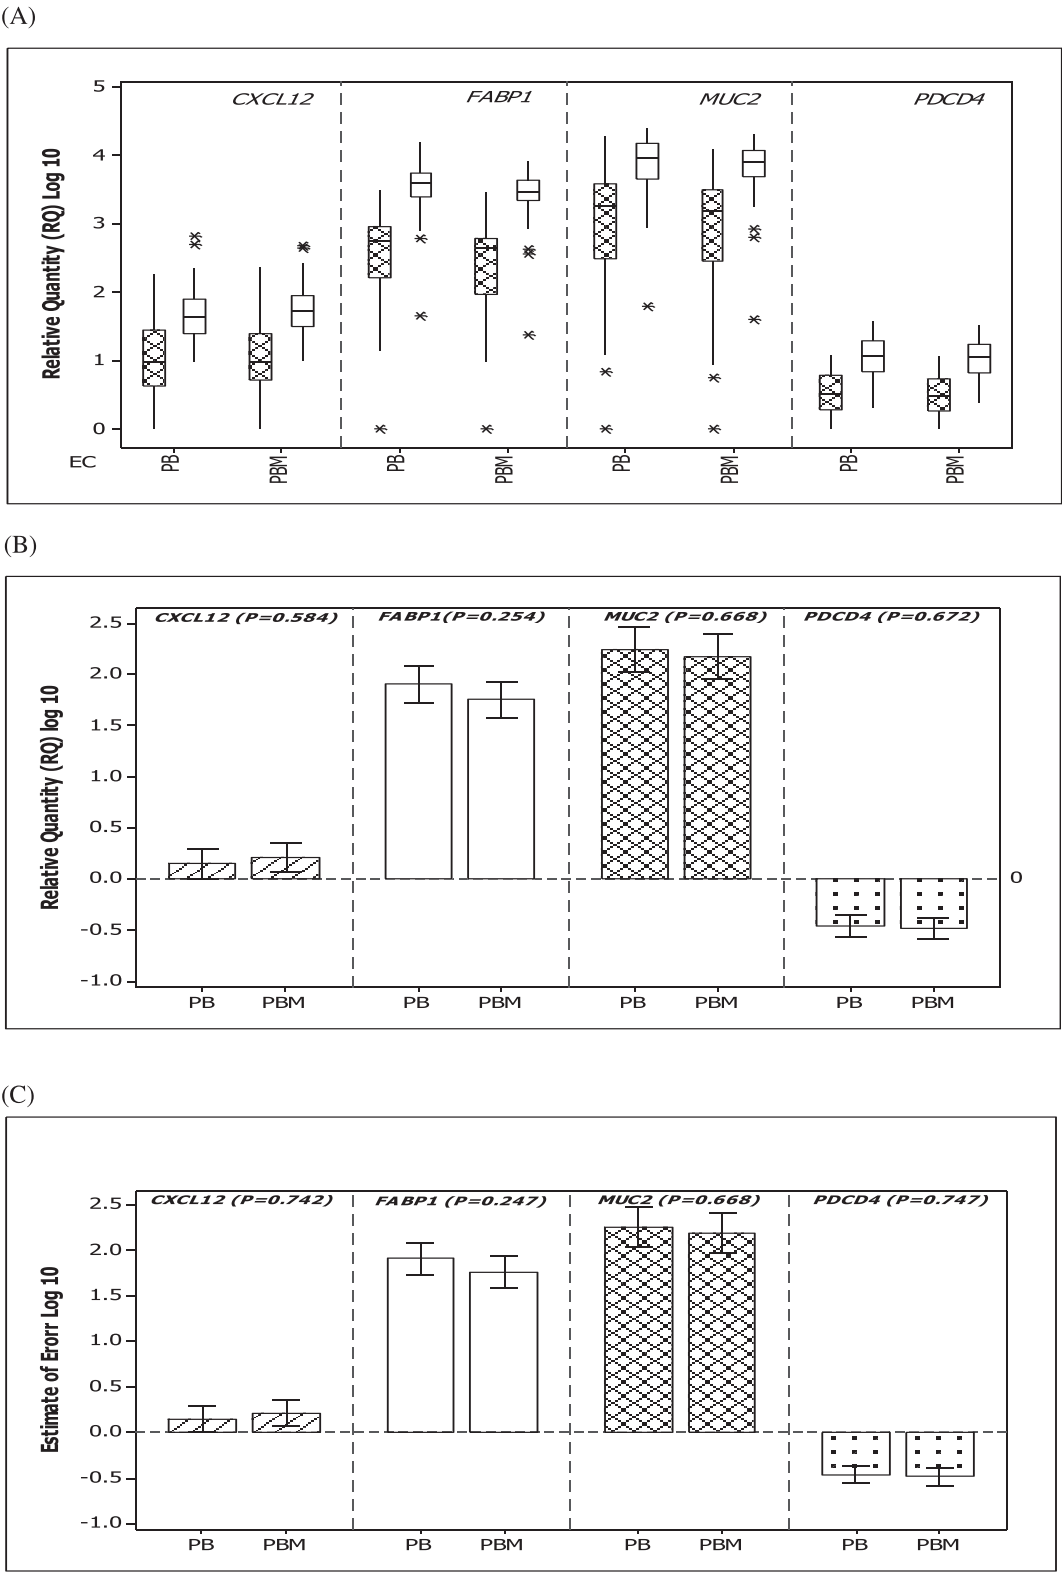 (A)
Relative Quantity (RQ) Log 10
CXCL12 FABP1 MUC2 PDCD4
5
4
3
2
1
0
EC PB PBM PB PBM PB PBM PB PBM
(B)
Relative Quantity (RQ) log 10
CXCL12 (P=0.584) FABP1(P=0.254) MUC2 (P=0.668) PDCD4 (P=0.672)
2.5
2.0
1.5
1.0
0.5
0.0 0
-0.5
-1.0
PB PBM PB PBM PB PBM PB PBM
(C)
Estimate of Erorr Log 10
CXCL12 (P=0.742) FABP1 (P=0.247) MUC2 (P=0.668) PDCD4 (P=0.747)
2.5
2.0
1.5
1.0
0.5
0.0
-0.5
-1.0
PB PBM PB PBM PB PBM PB PBM